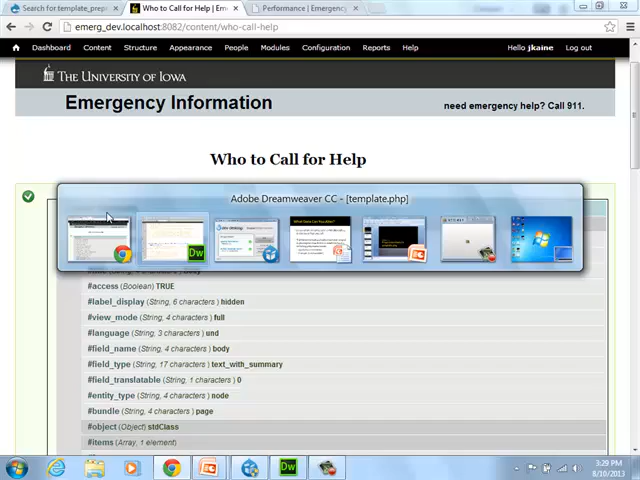 Search for template_prep
Who to Call for Help | Em
Performance | Emergency
emerg_dev.localhost:8082/content/who-call-help
Dashboard Content Structure Appearance People Modules Configuration Reports Help Hello jkaine Log out
THE UNIVERSITY OF IOWA
Emergency Information
need emergency help? Call 911.
Who to Call for Help
Adobe Dreamweaver CC - [template.php]
#access (Boolean) TRUE
#label_display (String, 6 characters) hidden
#view_mode (String, 4 characters) full
#language (String, 3 characters) und
#field_name (String, 4 characters) body
#field_type (String, 17 characters) text_with_summary
#field_translatable (String, 1 characters) 0
#entity_type (String, 4 characters) node
#bundle (String, 4 characters) page
#object (Object) stdClass
#items (Array, 1 element)
3:29 PM
8/10/2013